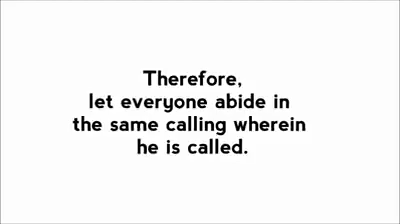 Therefore,
let everyone abide in
the same calling wherein
he is called.